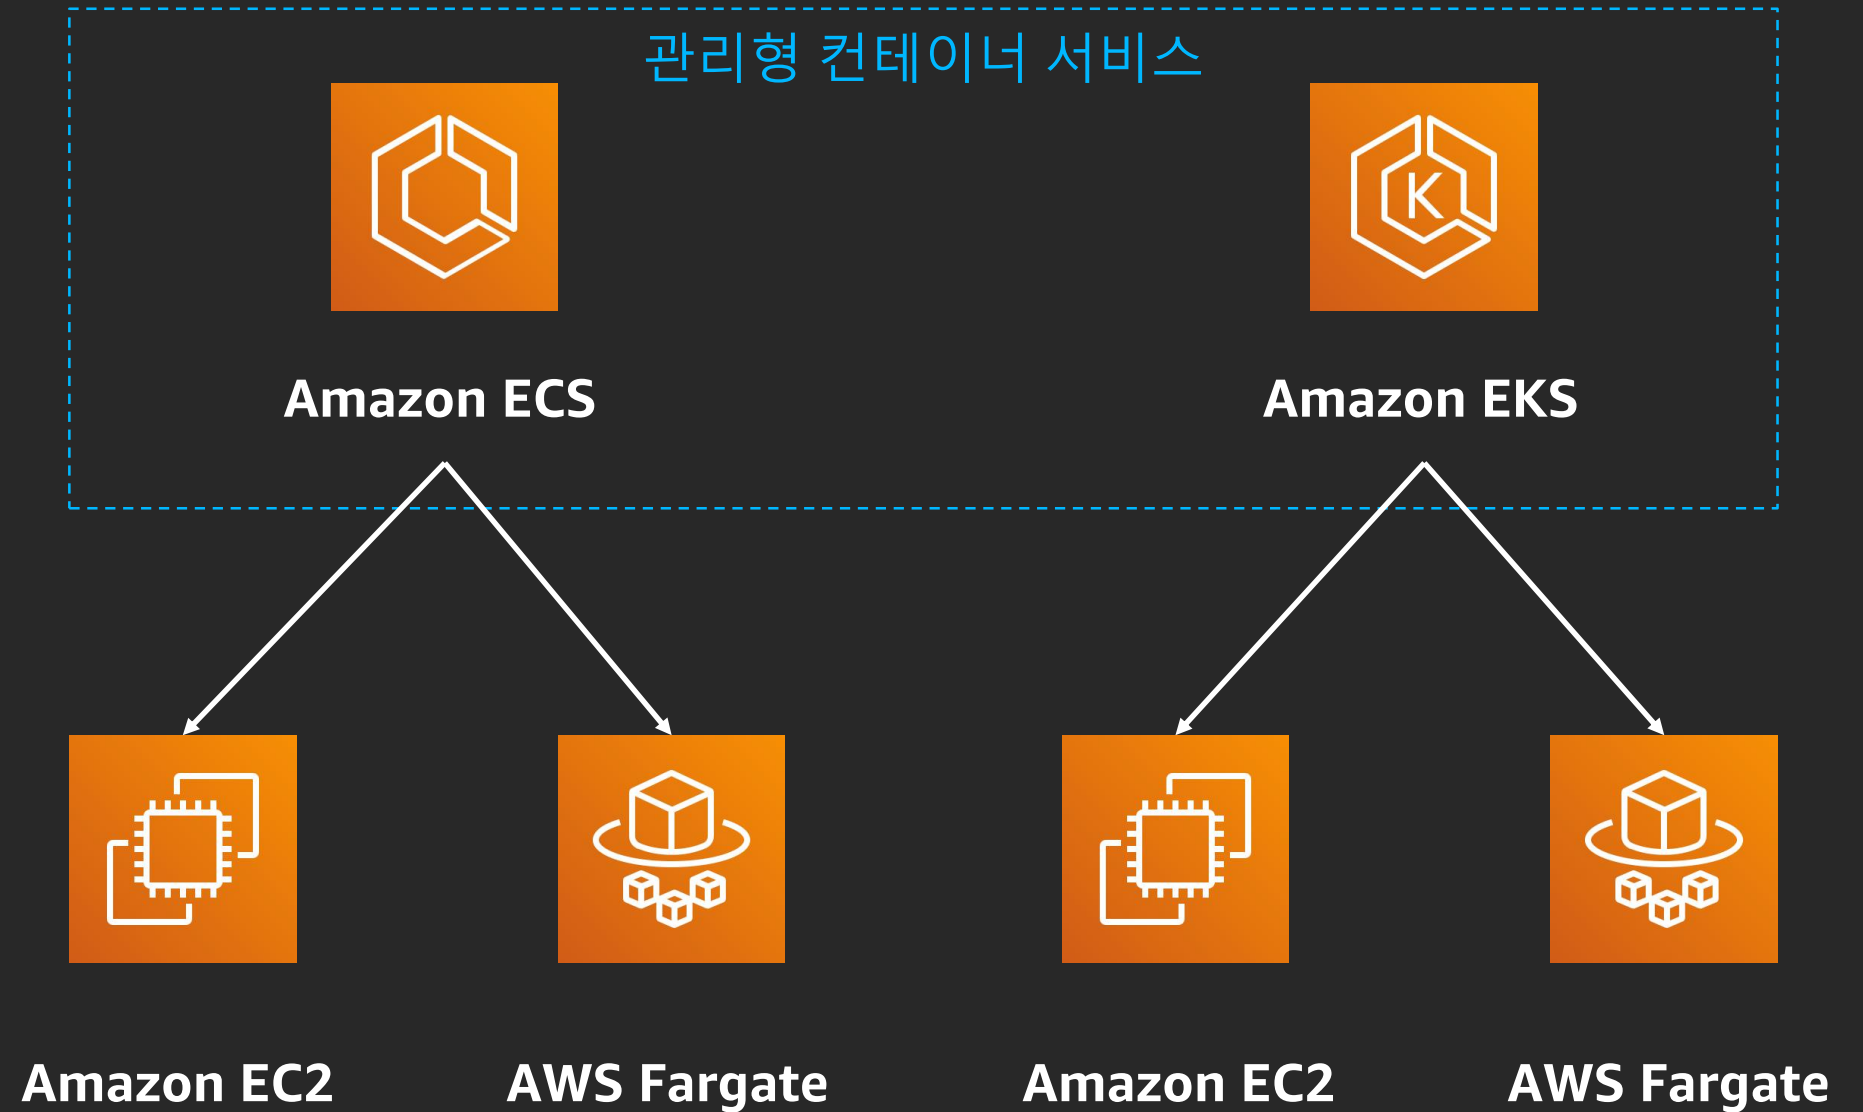 관리형 컨테이너 서비스
K
Amazon ECS
Amazon EKS
Amazon EC2
AWS Fargate
Amazon EC2
AWS Fargate